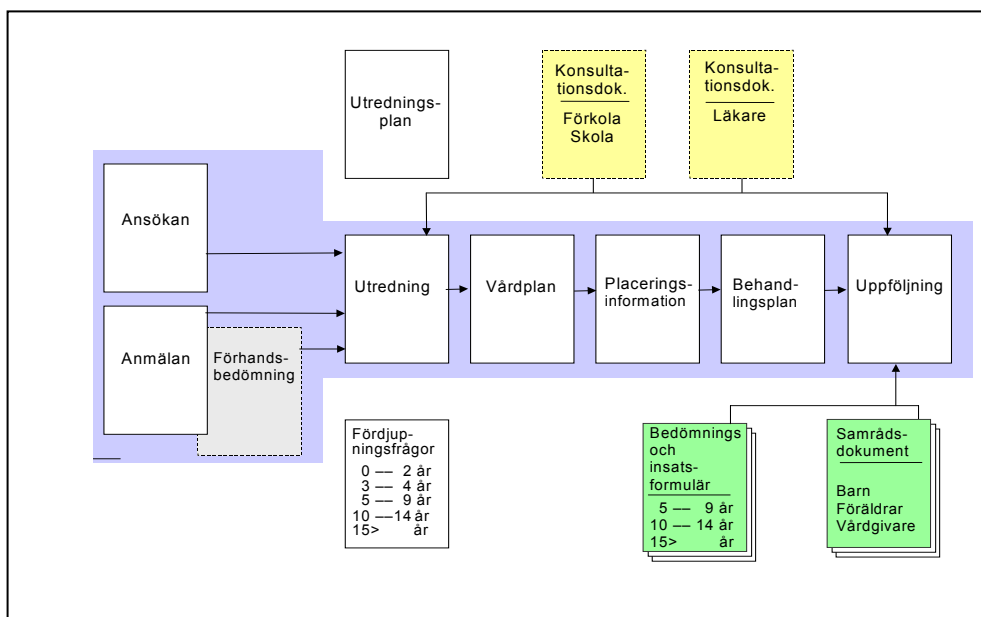 Utrednings-
plan
Konsulta-
tionsdok.
Förkola
Skola
Konsulta-
tionsdok.
Läkare
Ansökan
Anmälan
Förhands-
bedömning
Utredning
Vårdplan
Placerings-
information
Behand-
lingsplan
Uppföljning
Fördjup-
ningsfrågor
0 –– 2 år
3 –– 4 år
5 –– 9 år
10 ––14 år
15> år
Bedömnings
och
insats-
formulär
5 –– 9 år
10 –– 14 år
15> år
Samråds-
dokument
Barn
Föräldrar
Vårdgivare